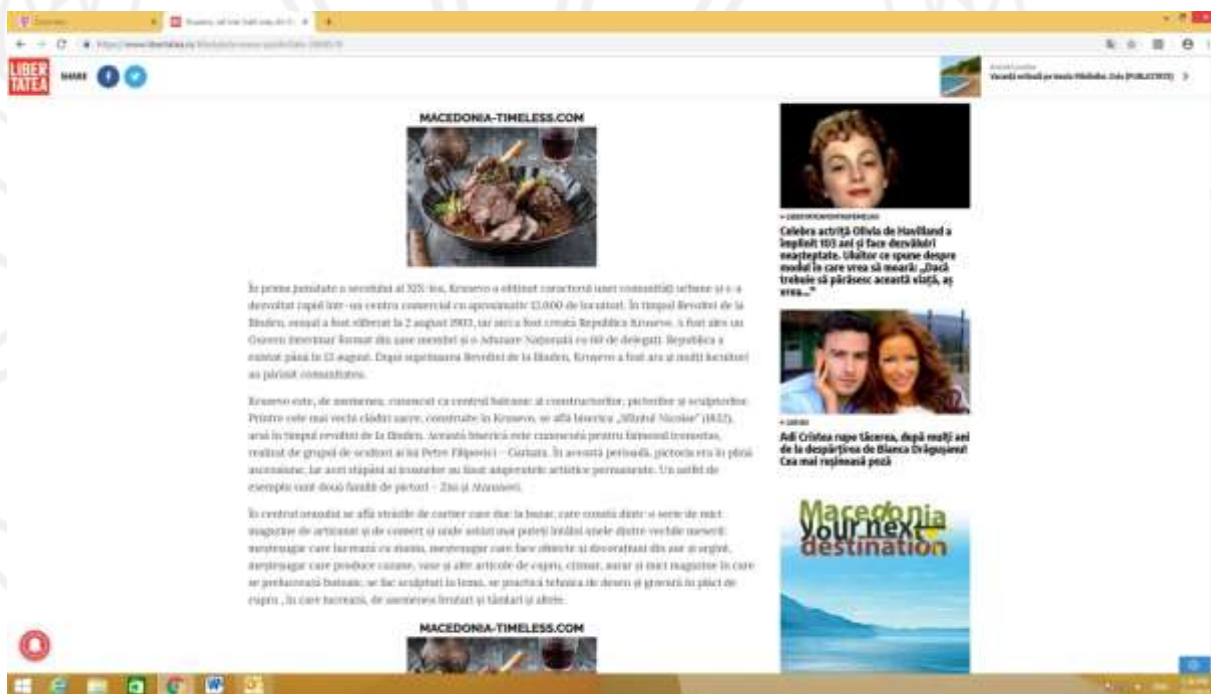 LIBER
TATEA
SHARE
(PUBLICITATE)
MACEDONIA-TIMELESS.COM
Celebra actriță Olivia de Havilland a
împlinit 103 ani și face dezvăluiri
neașteptate. Uluitor ce spune despre
modul în care vrea să moară: „Dacă
trebuie să părăsesc această viață, aș
vrea...”
Adi Cristea rupe tăcerea, după mulți ani
de la despărțirea de Bianca Drăgușanu!
Cea mai rușinoasă poză
Macedonia
your next
destination
În prima jumătate a secolului al XIX-lea, Krusevo a obținut caracterul unei comunități urbane și s-a
dezvoltat rapid într-un centru comercial cu aproximativ 12.000 de locuitori. În timpul Revoltei de la
Ilinden, orașul a fost eliberat la 2 august 1903, iar aici a fost creată Republica Krusevo. A fost ales un
Guvern interimar format din șase membri și o Adunare Națională cu 60 de delegați. Republica a
existat până la 13 august. După suprimarea Revoltei de la Ilinden, Krușevo a fost ars și mulți locuitori
au părăsit comunitatea.
Krusevo este, de asemenea, cunoscut ca centrul balcanic al constructorilor, pictorilor și sculptorilor.
Printre cele mai vechi clădiri sacre, construite în Krusevo, se află biserica „Sfântul Nicolae” (1832),
arsă în timpul revoltei de la Ilinden. Această biserică este cunoscută pentru faimosul iconostas,
realizat de grupul de sculptori ai lui Petre Filipovici – Garkata. În această perioadă, pictoria era în plină
ascensiune, iar acei stăpâni ai icoanelor au lăsat amprentele artistice permanente. Un astfel de
exemplu sunt două familii de pictori – Zisi și
În centrul orașului se află străzile de cartier care duc la bazar, care constă dintr-o serie de mici
magazine de artizanat și de comerț și unde astăzi mai puteți întâlni unele dintre vechile meserii:
meșteșugar care lucrează cu mania, meșteșugar care face obiecte și decorațiuni din aur și argint,
meșteșugar care produce cazane, vase și alte articole de cupru, cizmar, aurar și mici magazine în care
se prelucrează butoaie, se fac sculpturi în lemn, se practică tehnica de desen și gravură în plăci de
cupru , în care lucrează, de asemenea brutari și tâmlari și altele.
MACEDONIA-TIMELESS.COM